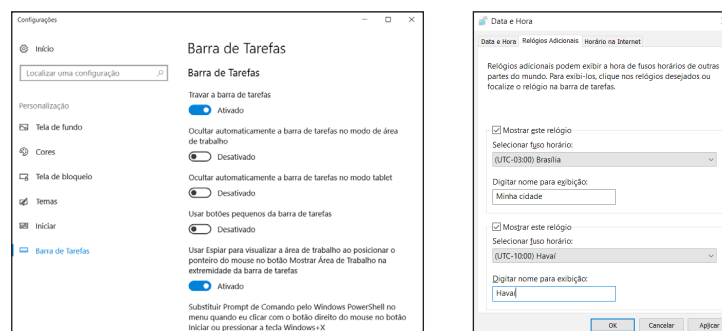 Configurações
Início
Localizar uma configuração
Personalização
Tela de fundo
Cores
Tela de bloqueio
Temas
Iniciar
Barra de Tarefas
Barra de Tarefas
Barra de Tarefas
Travar a barra de tarefas
Ativado
Ocultar automaticamente a barra de tarefas no modo de área
de trabalho
Desativado
Ocultar automaticamente a barra de tarefas no modo tablet
Desativado
Usar botões pequenos da barra de tarefas
Desativado
Usar Espiar para visualizar a área de trabalho ao posicionar o
ponteiro do mouse no botão Mostrar Área de Trabalho na
extremidade da barra de tarefas
Ativado
Substituir Prompt de Comando pelo Windows PowerShell no
menu quando eu clicar com o botão direito do mouse no botão
Iniciar ou pressionar a tecla Windows+X
Data e Hora
Data e Hora Relógios Adicionais Horário na Internet
Relógios adicionais podem exibir a hora de fusos horários de outras
partes do mundo. Para exibi-los, clique nos relógios desejados ou
focalize o relógio na barra de tarefas.
Mostrar este relógio
Selecionar fuso horário:
(UTC-03:00) Brasília
Digitar nome para exibição:
Minha cidade
Mostrar este relógio
Selecionar fuso horário:
(UTC-10:00) Havaí
Digitar nome para exibição:
Havaí
OK Cancelar Aplicar